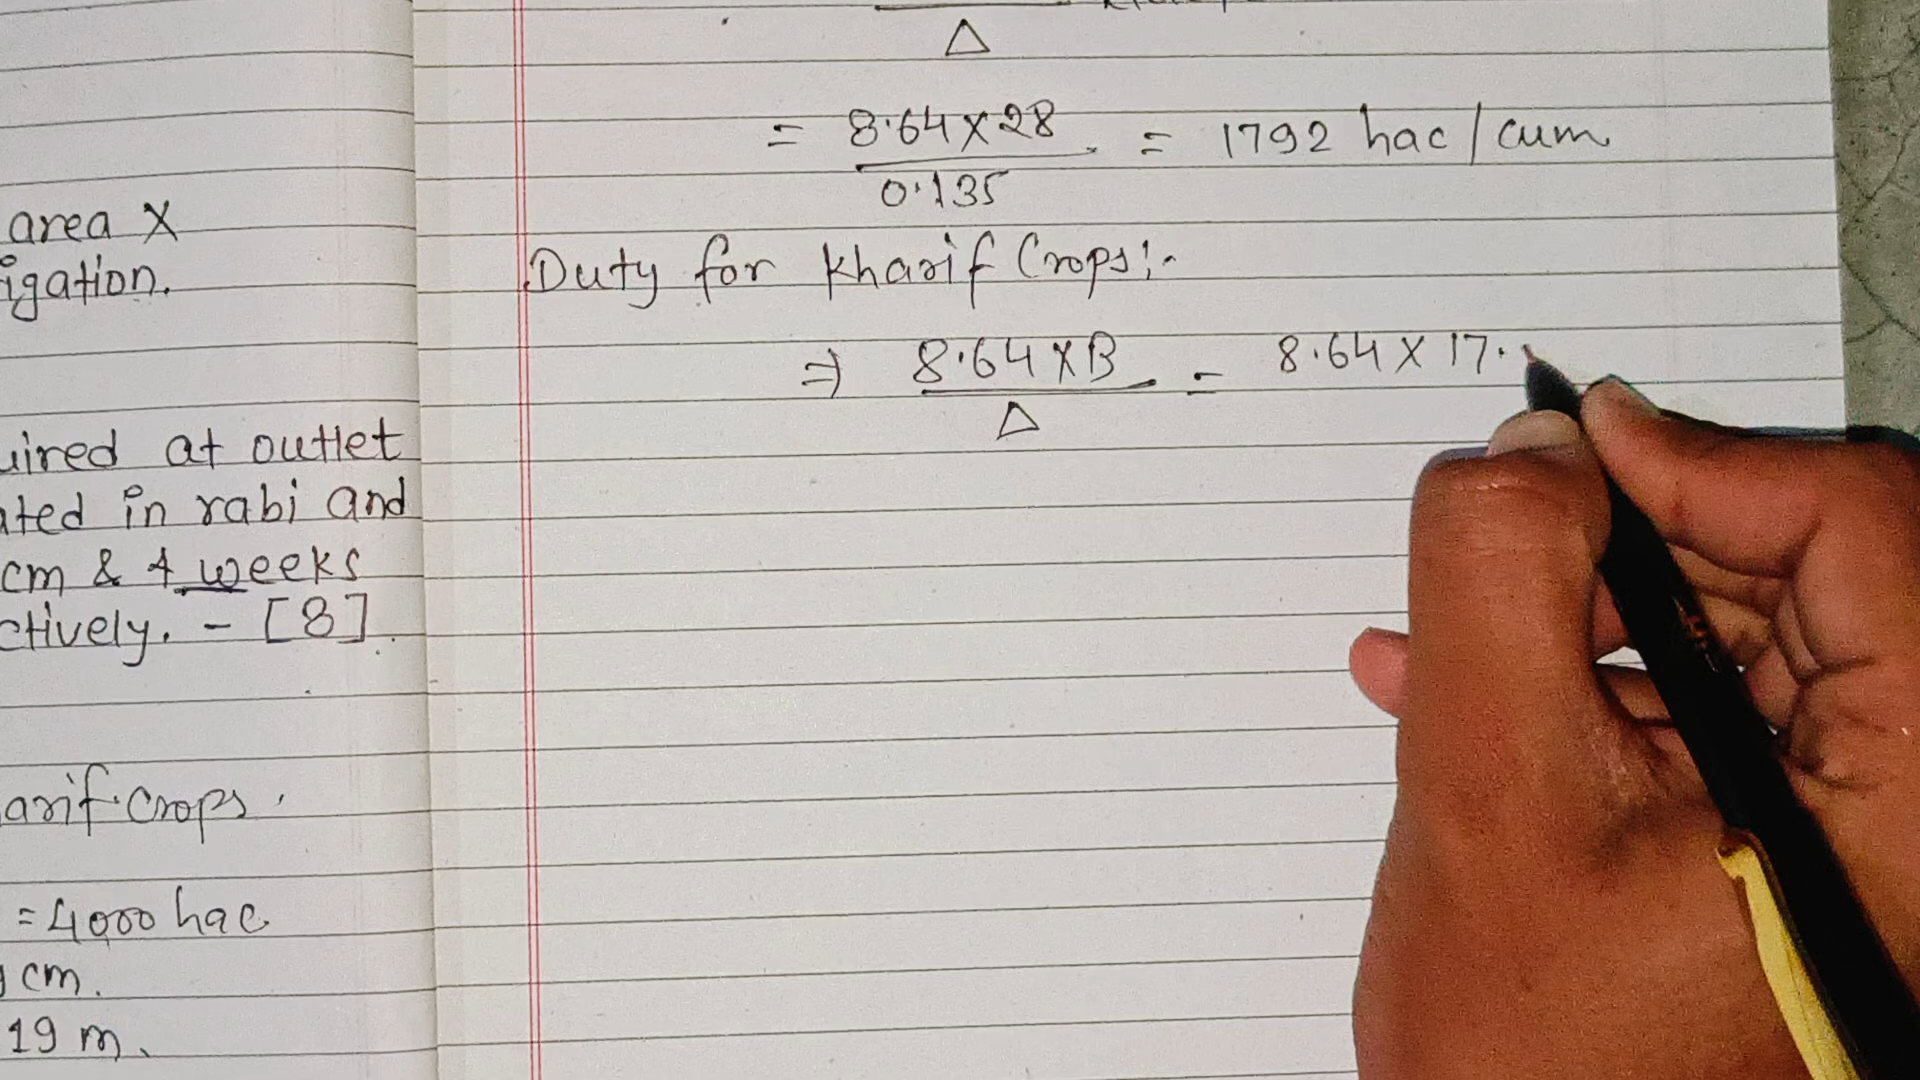 area X
igation.
uired at outlet
ated in rabi and
cm & 4 weeks
ctively. - [8].
arif crops.
= 4000 hac.
cm.
19 m.
Δ
= 8.64 X 28 / 0.135 = 1792 hac / cum
Duty for Kharif Crops:-
⇒ 8.64 X B / Δ = 8.64 X 17.